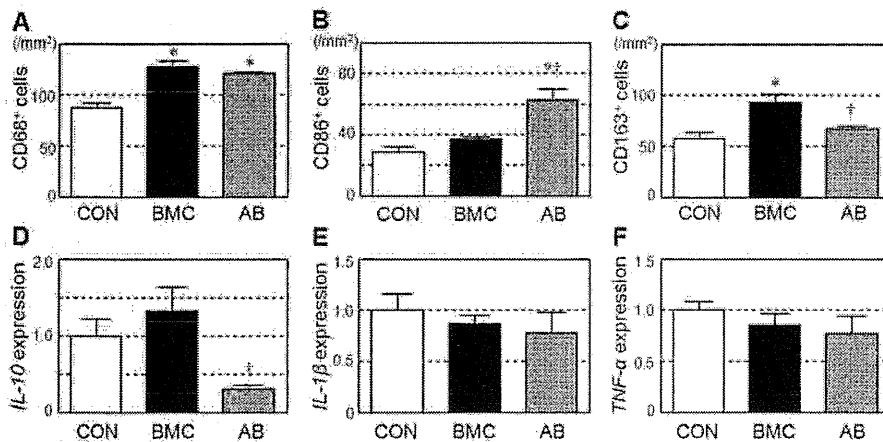 A
(/mm²)
CD68⁺ cells
100
50
0
*
*
CON BMC AB
B
(/mm²)
CD86⁺ cells
80
40
0
*†
CON BMC AB
C
(/mm²)
CD163⁺ cells
100
50
0
*
†
CON BMC AB
D
IL-10 expression
2.0
1.0
0
†
CON BMC AB
E
IL-1β expression
1.5
1.0
0.5
0
CON BMC AB
F
TNF-α expression
1.5
1.0
0.5
0
CON BMC AB